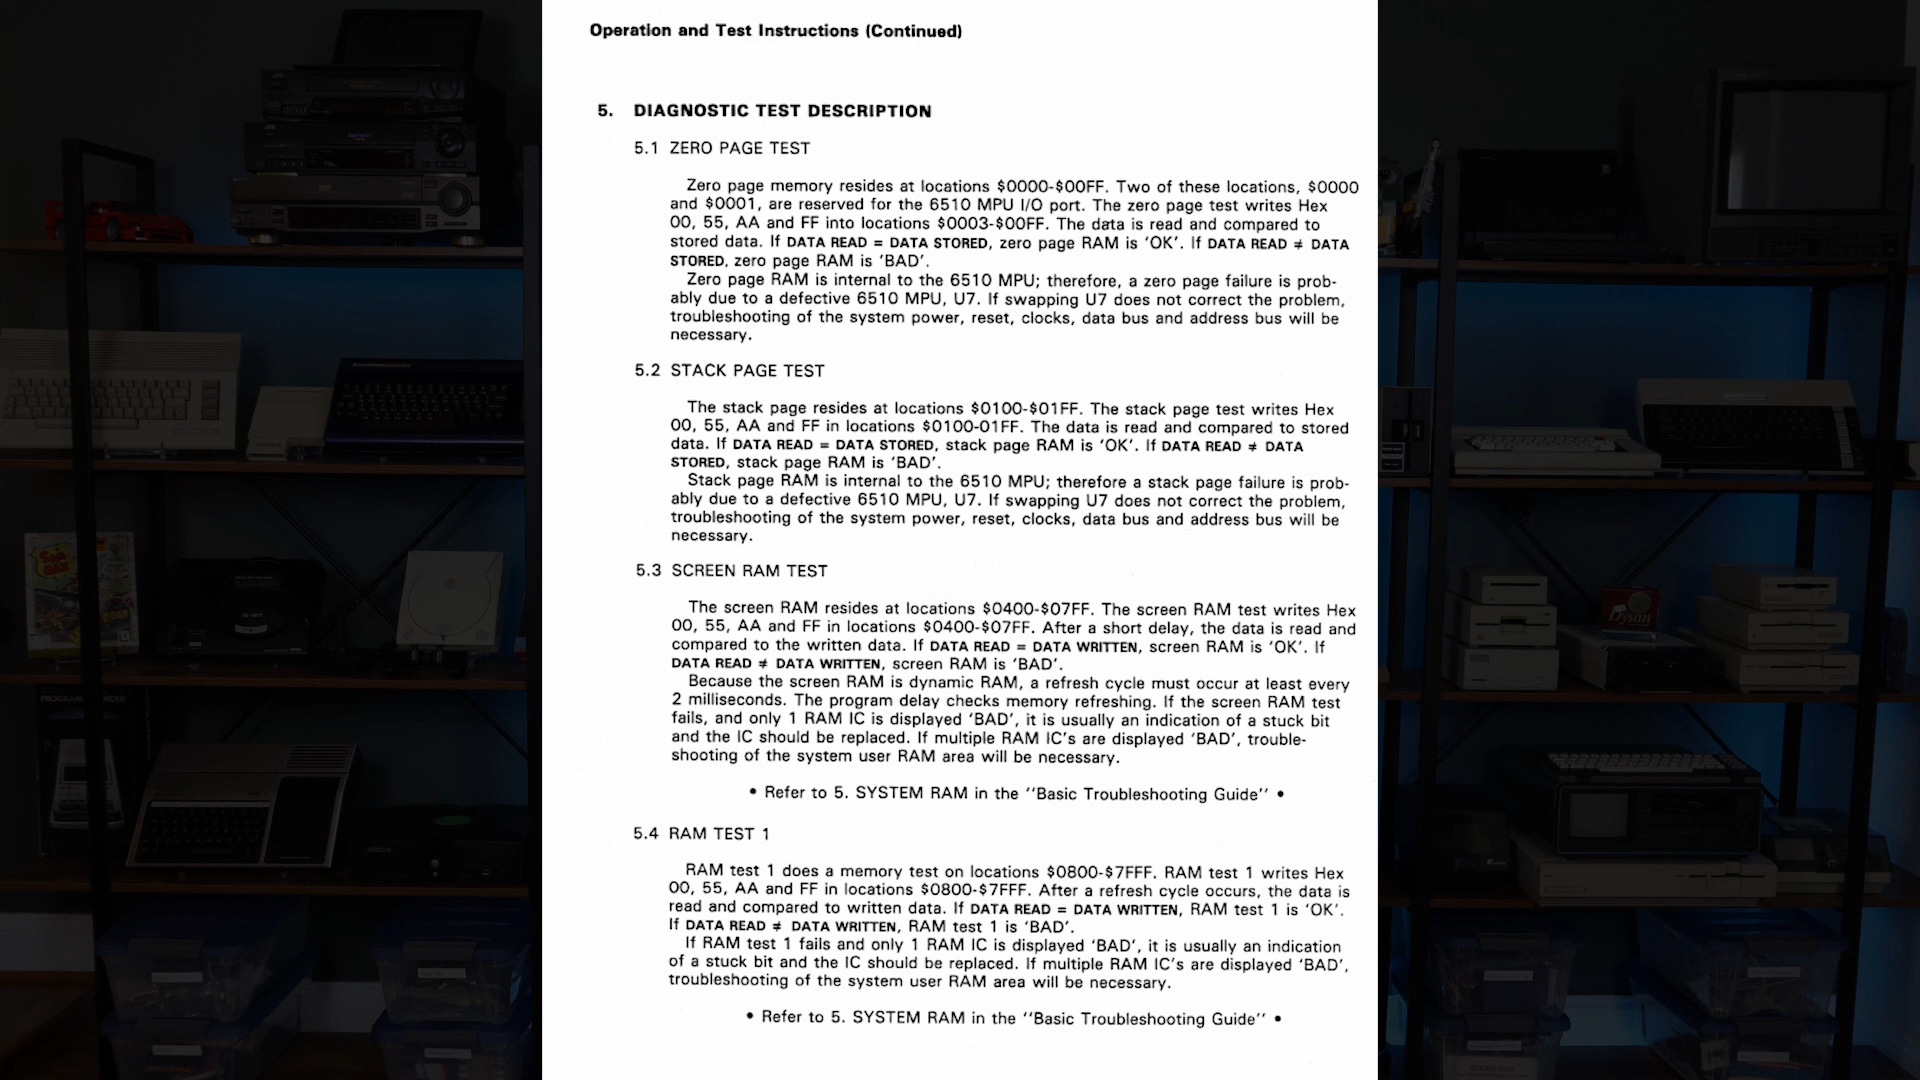 Operation and Test Instructions (Continued)
5. DIAGNOSTIC TEST DESCRIPTION
5.1 ZERO PAGE TEST
Zero page memory resides at locations $0000-$00FF. Two of these locations, $0000
and $0001, are reserved for the 6510 MPU I/O port. The zero page test writes Hex
00, 55, AA and FF into locations $0003-$00FF. The data is read and compared to
stored data. If DATA READ = DATA STORED, zero page RAM is 'OK'. If DATA READ ≠ DATA
STORED, zero page RAM is 'BAD'.
Zero page RAM is internal to the 6510 MPU; therefore, a zero page failure is prob-
ably due to a defective 6510 MPU, U7. If swapping U7 does not correct the problem,
troubleshooting of the system power, reset, clocks, data bus and address bus will be
necessary.
5.2 STACK PAGE TEST
The stack page resides at locations $0100-$01FF. The stack page test writes Hex
00, 55, AA and FF in locations $0100-01FF. The data is read and compared to stored
data. If DATA READ = DATA STORED, stack page RAM is 'OK'. If DATA READ ≠ DATA
STORED, stack page RAM is 'BAD'.
Stack page RAM is internal to the 6510 MPU; therefore a stack page failure is prob-
ably due to a defective 6510 MPU, U7. If swapping U7 does not correct the problem,
troubleshooting of the system power, reset, clocks, data bus and address bus will be
necessary.
5.3 SCREEN RAM TEST
The screen RAM resides at locations $0400-$07FF. The screen RAM test writes Hex
00, 55, AA and FF in locations $0400-$07FF. After a short delay, the data is read and
compared to the written data. If DATA READ = DATA WRITTEN, screen RAM is 'OK'. If
DATA READ ≠ DATA WRITTEN, screen RAM is 'BAD'.
Because the screen RAM is dynamic RAM, a refresh cycle must occur at least every
2 milliseconds. The program delay checks memory refreshing. If the screen RAM test
fails, and only 1 RAM IC is displayed 'BAD', it is usually an indication of a stuck bit
and the IC should be replaced. If multiple RAM IC's are displayed 'BAD', trouble-
shooting of the system user RAM area will be necessary.
• Refer to 5. SYSTEM RAM in the ''Basic Troubleshooting Guide'' •
5.4 RAM TEST 1
RAM test 1 does a memory test on locations $0800-$7FFF. RAM test 1 writes Hex
00, 55, AA and FF in locations $0800-$7FFF. After a refresh cycle occurs, the data is
read and compared to written data. If DATA READ = DATA WRITTEN, RAM test 1 is 'OK'.
If DATA READ ≠ DATA WRITTEN, RAM test 1 is 'BAD'.
If RAM test 1 fails and only 1 RAM IC is displayed 'BAD', it is usually an indication
of a stuck bit and the IC should be replaced. If multiple RAM IC's are displayed 'BAD',
troubleshooting of the system user RAM area will be necessary.
• Refer to 5. SYSTEM RAM in the ''Basic Troubleshooting Guide'' •
Dysan